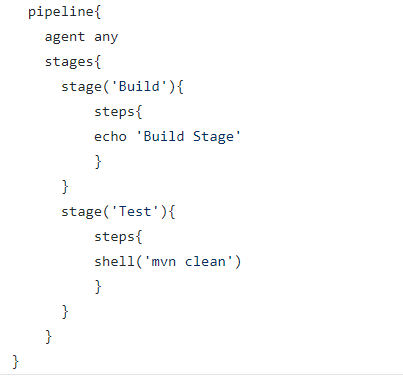 pipeline{
agent any
stages{
stage('Build'){
steps{
echo 'Build Stage'
}
}
stage('Test'){
steps{
shell('mvn clean')
}
}
}
}